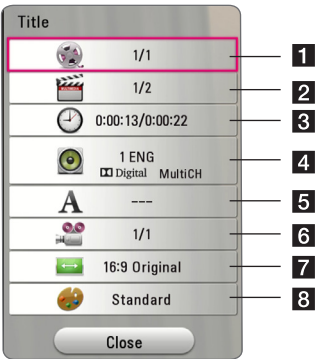 Title
1/1
1
1/2
2
0:00:13/0:00:22
3
1 ENG
Digital MultiCH
4
A
---
5
1/1
6
16:9 Original
7
Standard
8
Close